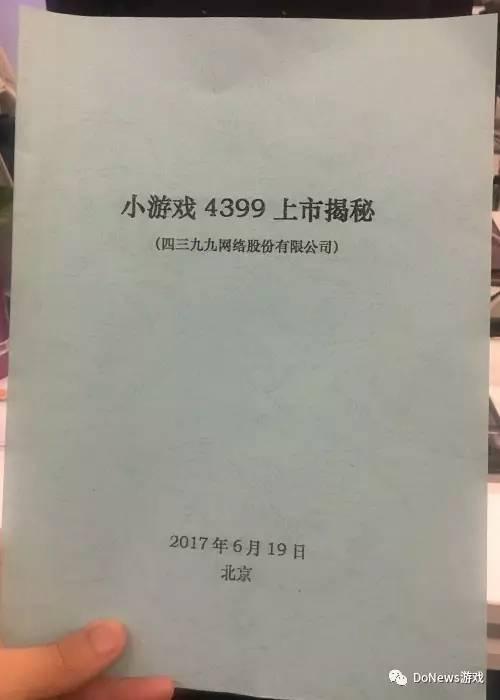 小游戏 4399 上市揭秘
(四三九九网络股份有限公司)
2017 年 6 月 19 日
北京
DoNews游戏